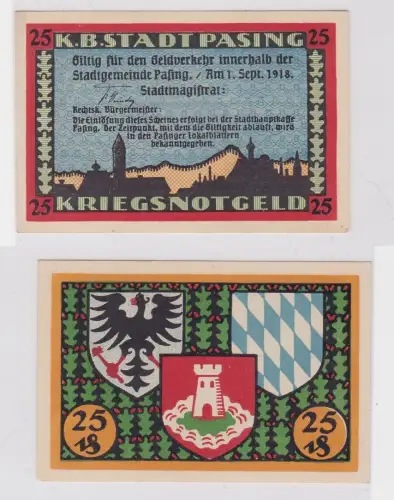 25 K.B.STADT PASING 25
Giltig für den Geldverkehr innerhalb der
Stadtgemeinde Pasing. / Am 1. Sept. 1918.
Stadtmagistrat:
Rechtsk. Bürgermeister:
Die Einlösung dieses Scheines erfolgt bei der Stadthauptkasse
Pasing. Der Zeitpunkt, mit dem die Giltigkeit abläuft, wird
in den Pasinger Lokalblättern
bekanntgegeben.
25 KRIEGSNOTGELD 25
25
25